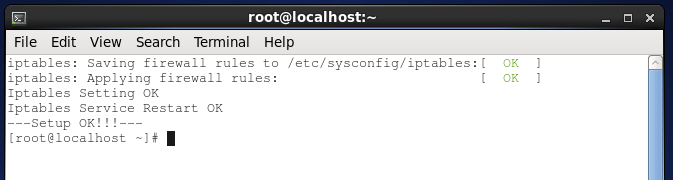 root@localhost:~
File Edit View Search Terminal Help
iptables: Saving firewall rules to /etc/sysconfig/iptables:[  OK  ]
iptables: Applying firewall rules:                         [  OK  ]
Iptables Setting OK
Iptables Service Restart OK
---Setup OK!!!---
[root@localhost ~]#